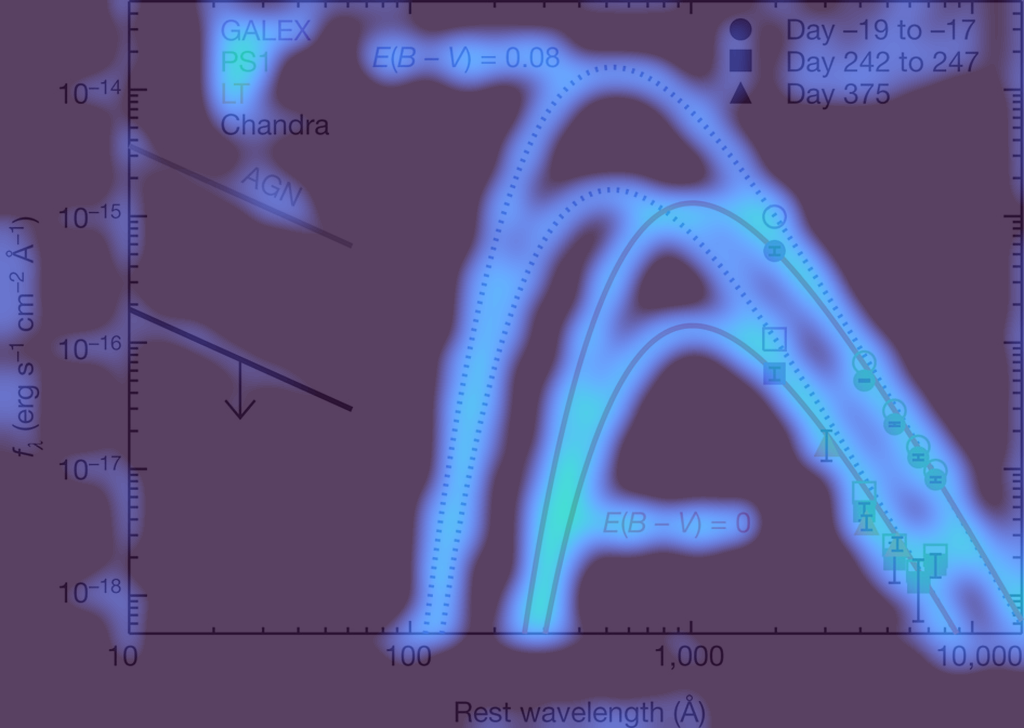 GALEX
PS1
LT
Chandra
E(B – V) = 0.08
Day –19 to –17
Day 242 to 247
Day 375
AGN
E(B – V) = 0
10⁻¹⁴
10⁻¹⁵
10⁻¹⁶
10⁻¹⁷
10⁻¹⁸
f_λ (erg s⁻¹ cm⁻² Å⁻¹)
10
100
1,000
10,000
Rest wavelength (Å)